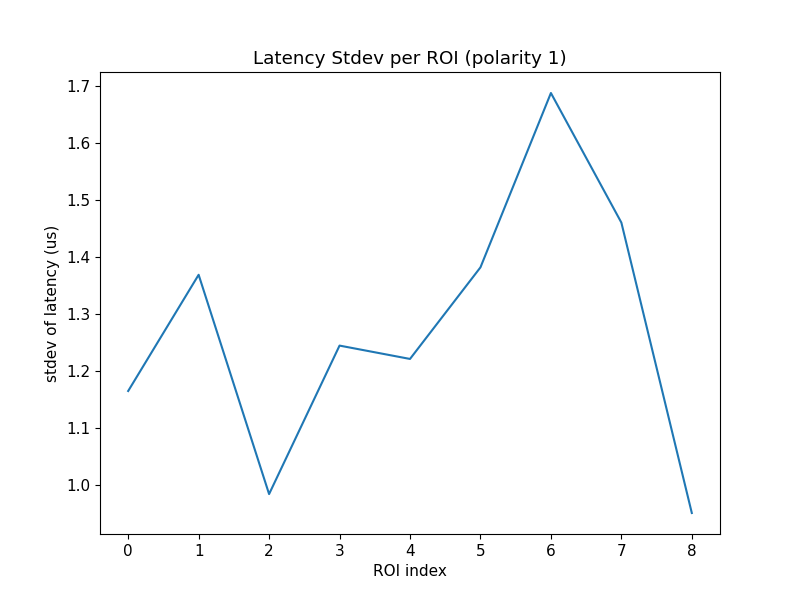 Latency Stdev per ROI (polarity 1)
stdev of latency (us)
1.7
1.6
1.5
1.4
1.3
1.2
1.1
1.0
0 1 2 3 4 5 6 7 8
ROI index